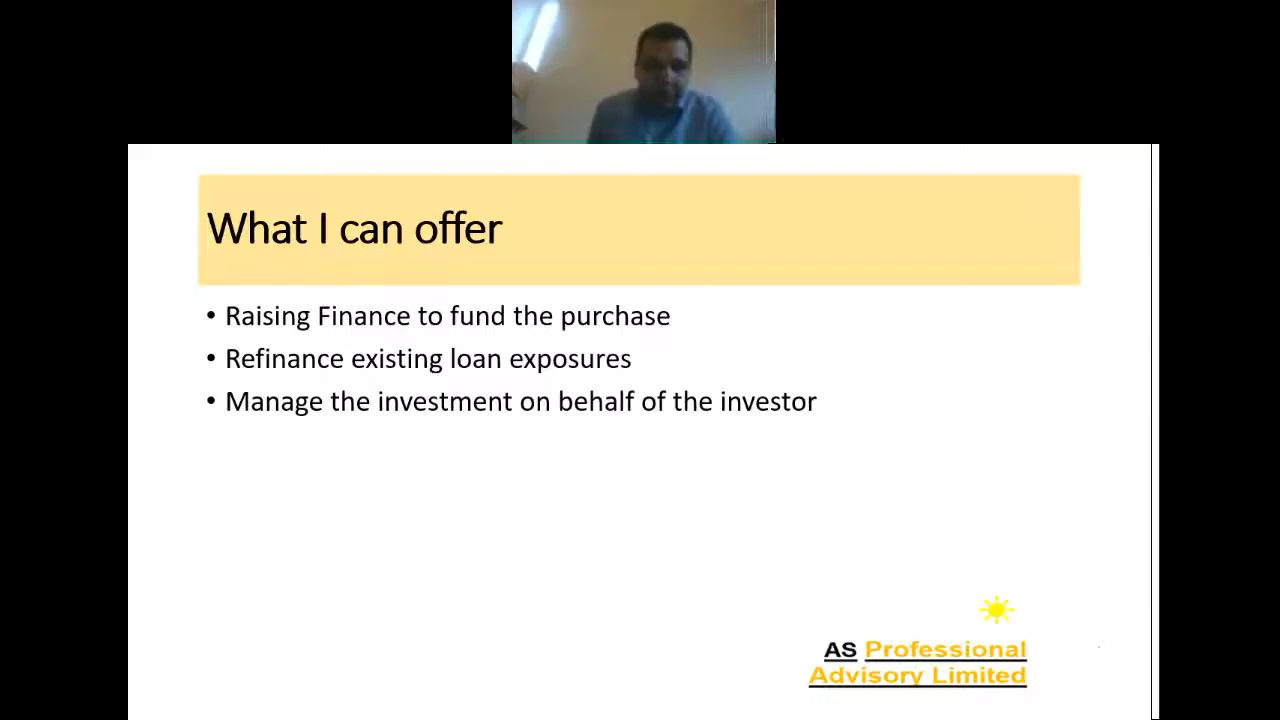 What I can offer
• Raising Finance to fund the purchase
• Refinance existing loan exposures
• Manage the investment on behalf of the investor
AS Professional
Advisory Limited